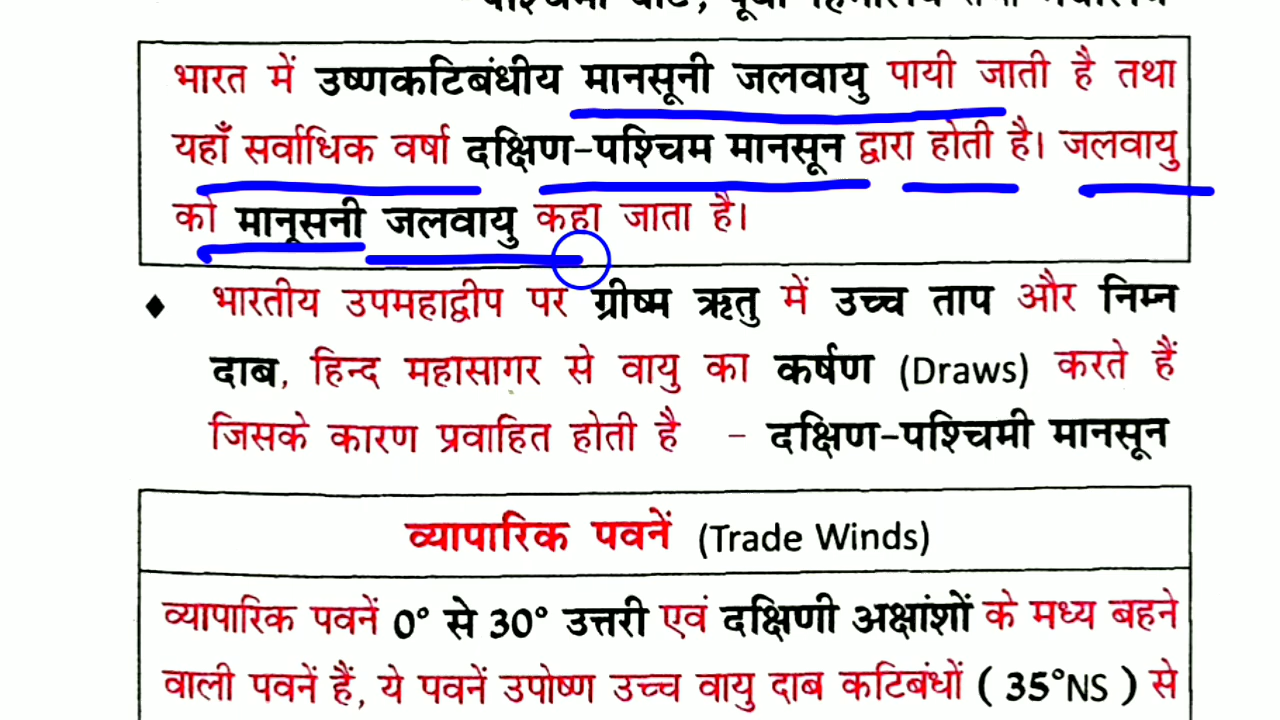 भारत में उष्णकटिबंधीय मानसूनी जलवायु पायी जाती है तथा
यहाँ सर्वाधिक वर्षा दक्षिण-पश्चिम मानसून द्वारा होती है। जलवायु
को मानूसनी जलवायु कहा जाता है।
♦ भारतीय उपमहाद्वीप पर ग्रीष्म ऋतु में उच्च ताप और निम्न
दाब, हिन्द महासागर से वायु का कर्षण (Draws) करते हैं
जिसके कारण प्रवाहित होती है - दक्षिण-पश्चिमी मानसून
व्यापारिक पवनें (Trade Winds)
व्यापारिक पवनें 0° से 30° उत्तरी एवं दक्षिणी अक्षांशों के मध्य बहने
वाली पवनें हैं, ये पवनें उपोष्ण उच्च वायु दाब कटिबंधों ( 35°NS ) से